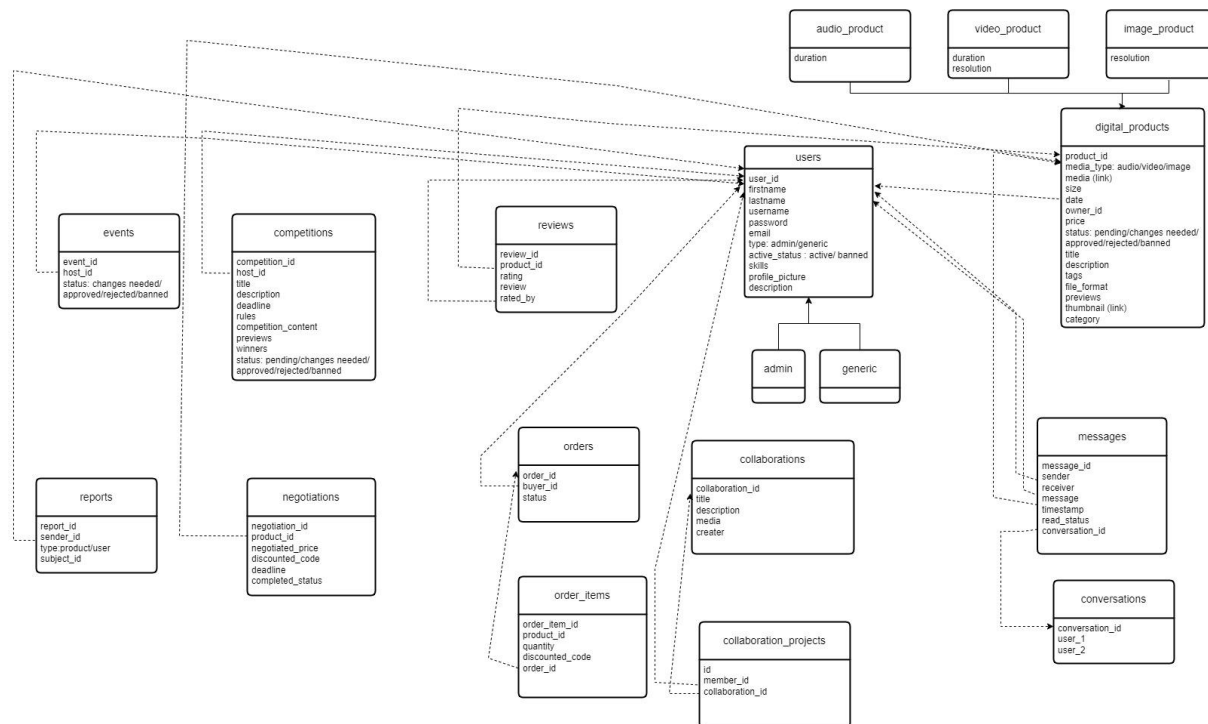 audio_product
duration
video_product
duration
resolution
image_product
resolution
digital_products
product_id
media_type: audio/video/image
media (link)
size
date
owner_id
price
status: pending/changes needed/
approved/rejected/banned
title
description
tags
file_format
previews
thumbnail (link)
category
users
user_id
firstname
lastname
username
password
email
type: admin/generic
active_status : active/ banned
skills
profile_picture
description
admin
generic
events
event_id
host_id
status: changes needed/
approved/rejected/banned
competitions
competition_id
host_id
title
description
deadline
rules
competition_content
previews
winners
status: pending/changes needed/
approved/rejected/banned
reviews
review_id
product_id
rating
review
rated_by
reports
report_id
sender_id
type:product/user
subject_id
negotiations
negotiation_id
product_id
negotiated_price
discounted_code
deadline
completed_status
orders
order_id
buyer_id
status
collaborations
collaboration_id
title
description
media
creater
messages
message_id
sender
receiver
message
timestamp
read_status
conversation_id
order_items
order_item_id
product_id
quantity
discounted_code
order_id
collaboration_projects
id
member_id
collaboration_id
conversations
conversation_id
user_1
user_2